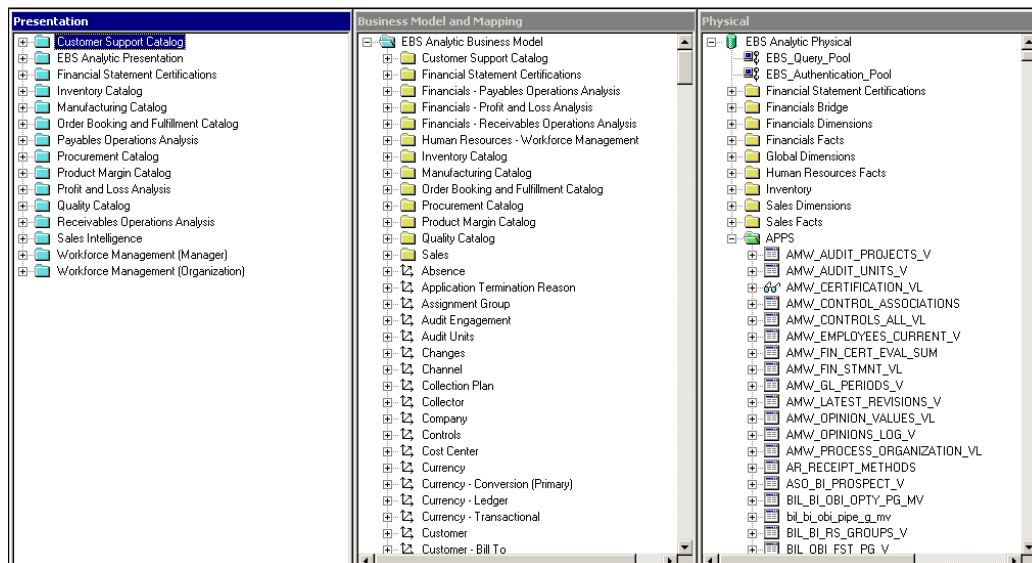 Presentation
Customer Support Catalog
EBS Analytic Presentation
Financial Statement Certifications
Inventory Catalog
Manufacturing Catalog
Order Booking and Fulfillment Catalog
Payables Operations Analysis
Procurement Catalog
Product Margin Catalog
Profit and Loss Analysis
Quality Catalog
Receivables Operations Analysis
Sales Intelligence
Workforce Management (Manager)
Workforce Management (Organization)
Business Model and Mapping
EBS Analytic Business Model
Customer Support Catalog
Financial Statement Certifications
Financials - Payables Operations Analysis
Financials - Profit and Loss Analysis
Financials - Receivables Operations Analysis
Human Resources - Workforce Management
Inventory Catalog
Manufacturing Catalog
Order Booking and Fulfillment Catalog
Procurement Catalog
Product Margin Catalog
Quality Catalog
Sales
Absence
Application Termination Reason
Assignment Group
Audit Engagement
Audit Units
Changes
Channel
Collection Plan
Collector
Company
Controls
Cost Center
Currency
Currency - Conversion (Primary)
Currency - Ledger
Currency - Transactional
Customer
Customer - Bill To
Physical
EBS Analytic Physical
EBS_Query_Pool
EBS_Authentication_Pool
Financial Statement Certifications
Financials Bridge
Financials Dimensions
Financials Facts
Global Dimensions
Human Resources Facts
Inventory
Sales Dimensions
Sales Facts
APPS
AMW_AUDIT_PROJECTS_V
AMW_AUDIT_UNITS_V
AMW_CERTIFICATION_VL
AMW_CONTROL_ASSOCIATIONS
AMW_CONTROLS_ALL_VL
AMW_EMPLOYEES_CURRENT_V
AMW_FIN_CERT_EVAL_SUM
AMW_FIN_STMNT_VL
AMW_GL_PERIODS_V
AMW_LATEST_REVISIONS_V
AMW_OPINION_VALUES_VL
AMW_OPINIONS_LOG_V
AMW_PROCESS_ORGANIZATION_VL
AR_RECEIPT_METHODS
ASO_BI_PROSPECT_V
BIL_BI_OBI_OPTY_PG_MV
bil_bi_obi_pipe_g_mv
BIL_BI_RS_GROUPS_V
BIL_OBI_FST_PG_V